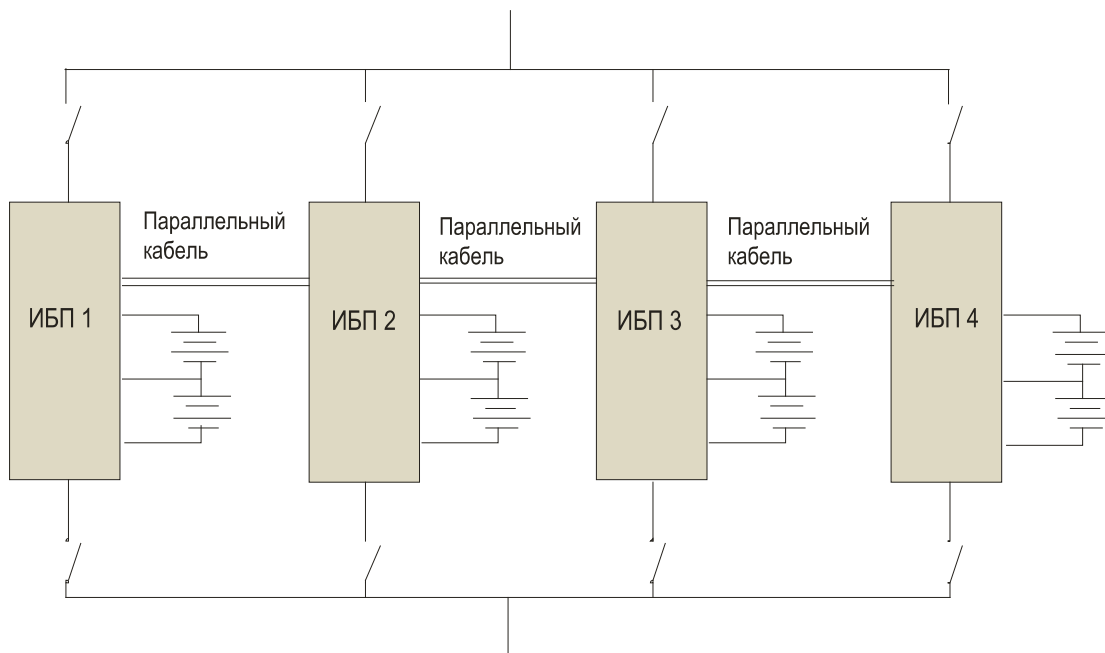 Параллельный
кабель
Параллельный
кабель
Параллельный
кабель
ИБП 1
ИБП 2
ИБП 3
ИБП 4